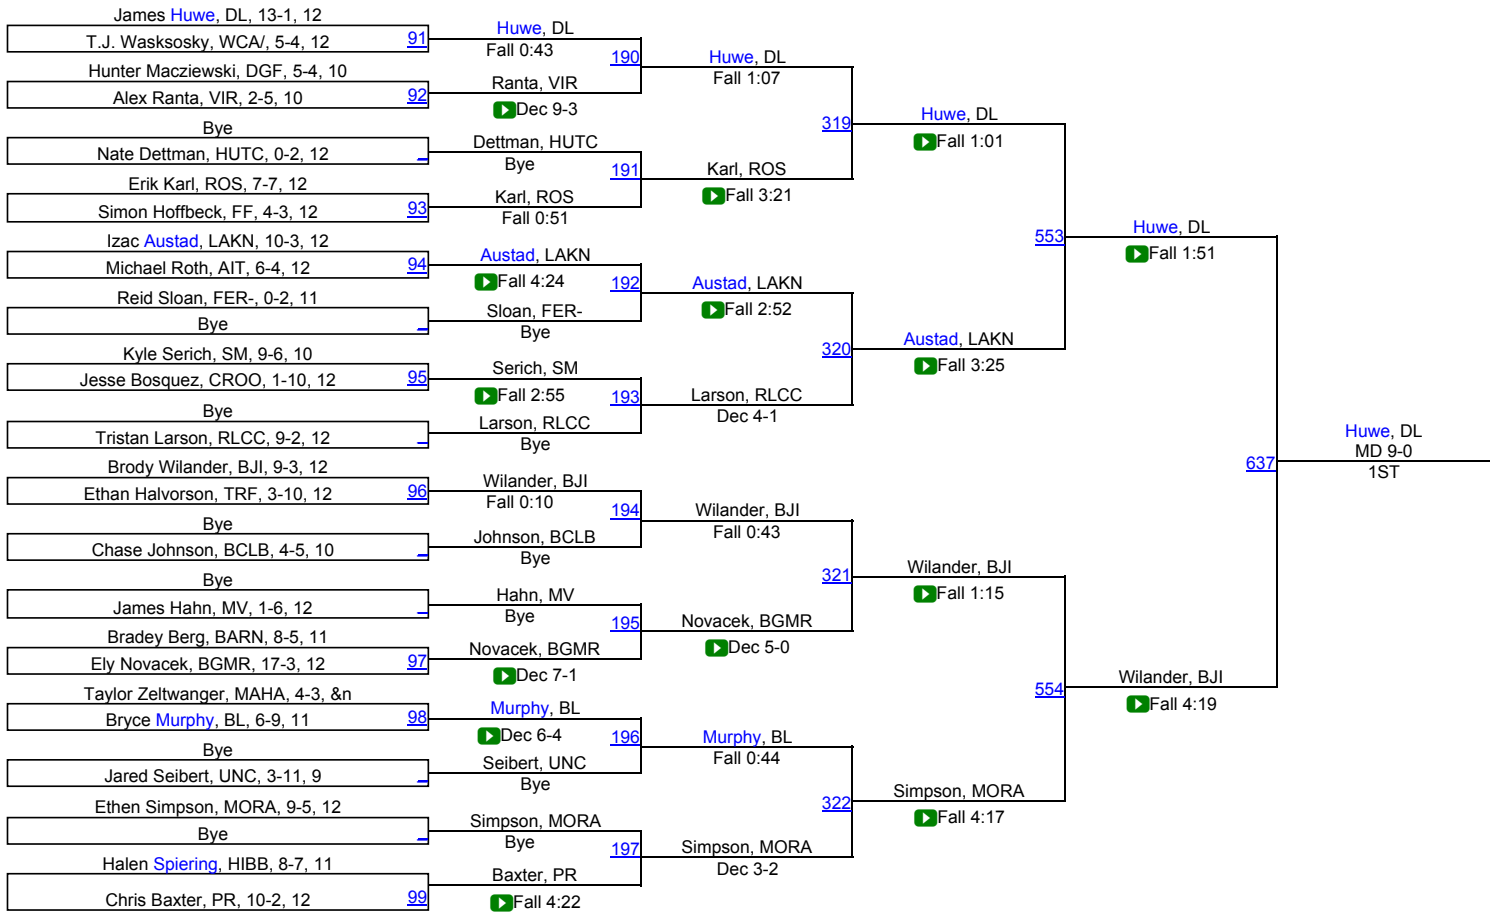 James Huwe, DL, 13-1, 12
T.J. Wasksosky, WCA/, 5-4, 12
91
Hunter Macziewski, DGF, 5-4, 10
Alex Ranta, VIR, 2-5, 10
92
Bye
Nate Dettman, HUTC, 0-2, 12
Erik Karl, ROS, 7-7, 12
Simon Hoffbeck, FF, 4-3, 12
93
Izac Austad, LAKN, 10-3, 12
Michael Roth, AIT, 6-4, 12
94
Reid Sloan, FER-, 0-2, 11
Bye
Kyle Serich, SM, 9-6, 10
Jesse Bosquez, CROO, 1-10, 12
95
Bye
Tristan Larson, RLCC, 9-2, 12
Brody Wilander, BJI, 9-3, 12
Ethan Halvorson, TRF, 3-10, 12
96
Bye
Chase Johnson, BCLB, 4-5, 10
Bye
James Hahn, MV, 1-6, 12
Bradey Berg, BARN, 8-5, 11
Ely Novacek, BGMR, 17-3, 12
97
Taylor Zeltwanger, MAHA, 4-3, &n
Bryce Murphy, BL, 6-9, 11
98
Bye
Jared Seibert, UNC, 3-11, 9
Ethen Simpson, MORA, 9-5, 12
Bye
Halen Spiering, HIBB, 8-7, 11
Chris Baxter, PR, 10-2, 12
99
Huwe, DL
Fall 0:43
190
Ranta, VIR
Dec 9-3
Dettman, HUTC
Bye
191
Karl, ROS
Fall 0:51
Austad, LAKN
Fall 4:24
192
Sloan, FER-
Bye
Serich, SM
Fall 2:55
193
Larson, RLCC
Bye
Wilander, BJI
Fall 0:10
194
Johnson, BCLB
Bye
Hahn, MV
Bye
195
Novacek, BGMR
Dec 7-1
Murphy, BL
Dec 6-4
196
Seibert, UNC
Bye
Simpson, MORA
Bye
197
Baxter, PR
Fall 4:22
Huwe, DL
Fall 1:07
319
Karl, ROS
Fall 3:21
Austad, LAKN
Fall 2:52
320
Larson, RLCC
Dec 4-1
Wilander, BJI
Fall 0:43
321
Novacek, BGMR
Dec 5-0
Murphy, BL
Fall 0:44
322
Simpson, MORA
Dec 3-2
Huwe, DL
Fall 1:01
553
Austad, LAKN
Fall 3:25
Wilander, BJI
Fall 1:15
554
Simpson, MORA
Fall 4:17
Huwe, DL
Fall 1:51
637
Wilander, BJI
Fall 4:19
Huwe, DL
MD 9-0
1ST